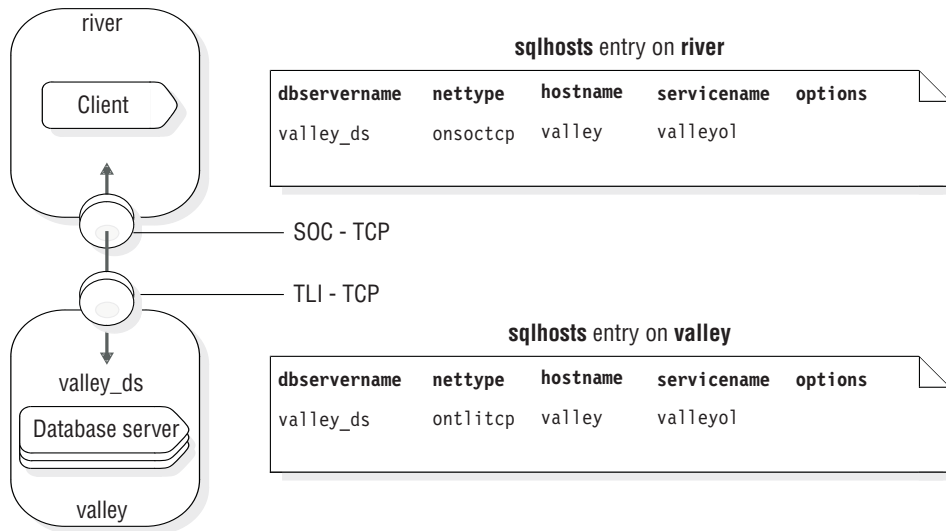 river
Client
sqlhosts entry on river
dbservername nettype hostname servicename options
valley_ds onsoctcp valley valleyol
SOC - TCP
TLI - TCP
valley_ds
Database server
valley
sqlhosts entry on valley
dbservername nettype hostname servicename options
valley_ds ontlitcp valley valleyol